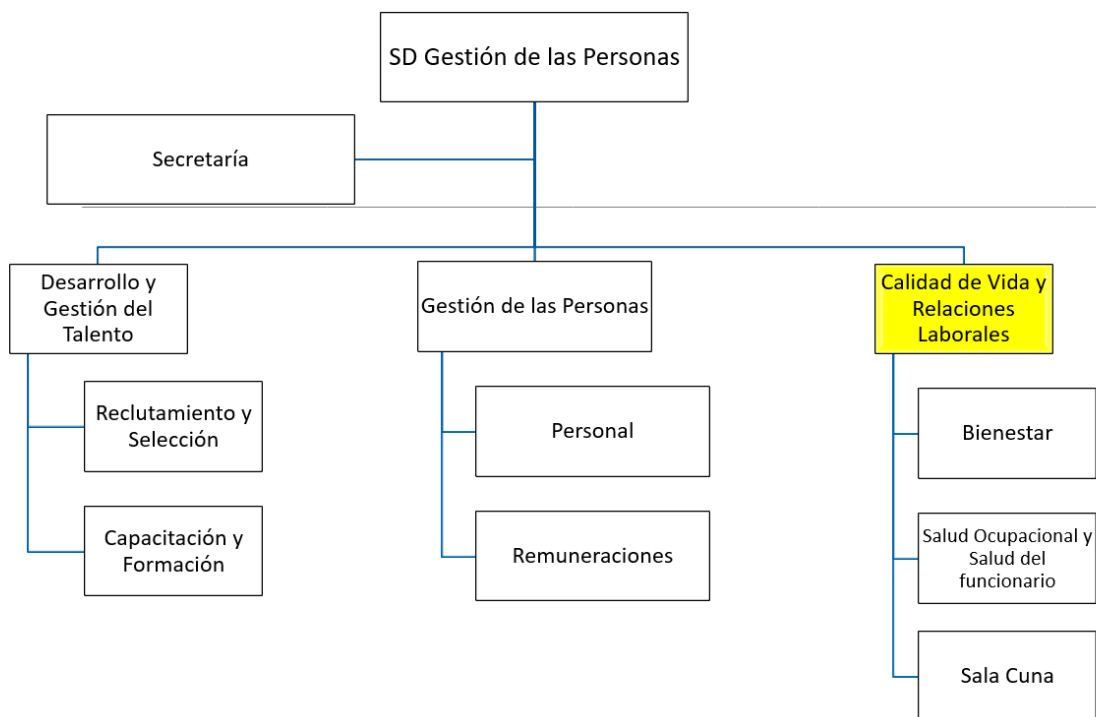 SD Gestión de las Personas
Secretaría
Desarrollo y
Gestión del
Talento
Reclutamiento y
Selección
Capacitación y
Formación
Gestión de las Personas
Personal
Remuneraciones
Calidad de Vida y
Relaciones
Laborales
Bienestar
Salud Ocupacional y
Salud del
funcionario
Sala Cuna